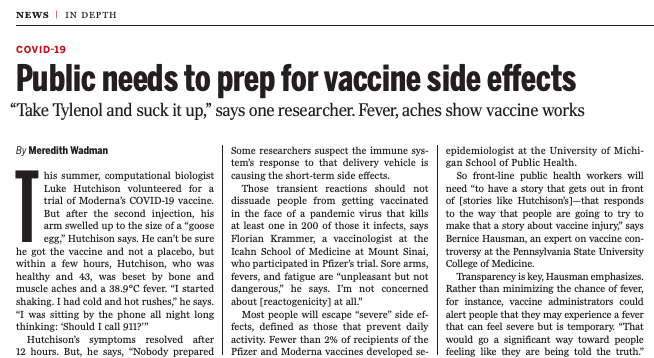 NEWS | IN DEPTH
COVID-19
Public needs to prep for vaccine side effects
“Take Tylenol and suck it up,” says one researcher. Fever, aches show vaccine works
By Meredith Wadman
This summer, computational biologist
Luke Hutchison volunteered for a
trial of Moderna's COVID-19 vaccine.
But after the second injection, his
arm swelled up to the size of a “goose
egg,” Hutchison says. He can't be sure
he got the vaccine and not a placebo, but
within a few hours, Hutchison, who was
healthy and 43, was beset by bone and
muscle aches and a 38.9°C fever. “I started
shaking. I had cold and hot rushes,” he says.
“I was sitting by the phone all night long
thinking: ‘Should I call 911?’”
Hutchison's symptoms resolved after
12 hours. But, he says, “Nobody prepared
Some researchers suspect the immune sys-
tem's response to that delivery vehicle is
causing the short-term side effects.
Those transient reactions should not
dissuade people from getting vaccinated
in the face of a pandemic virus that kills
at least one in 200 of those it infects, says
Florian Krammer, a vaccinologist at the
Icahn School of Medicine at Mount Sinai,
who participated in Pfizer's trial. Sore arms,
fevers, and fatigue are “unpleasant but not
dangerous,” he says. I'm not concerned
about [reactogenicity] at all.”
Most people will escape “severe” side ef-
fects, defined as those that prevent daily
activity. Fewer than 2% of recipients of the
Pfizer and Moderna vaccines developed se-
epidemiologist at the University of Michi-
gan School of Public Health.
So front-line public health workers will
need “to have a story that gets out in front
of [stories like Hutchison's]—that responds
to the way that people are going to try to
make that a story about vaccine injury,” says
Bernice Hausman, an expert on vaccine con-
troversy at the Pennsylvania State University
College of Medicine.
Transparency is key, Hausman emphasizes.
Rather than minimizing the chance of fever,
for instance, vaccine administrators could
alert people that they may experience a fever
that can feel severe but is temporary. “That
would go a significant way toward people
feeling like they are being told the truth.”